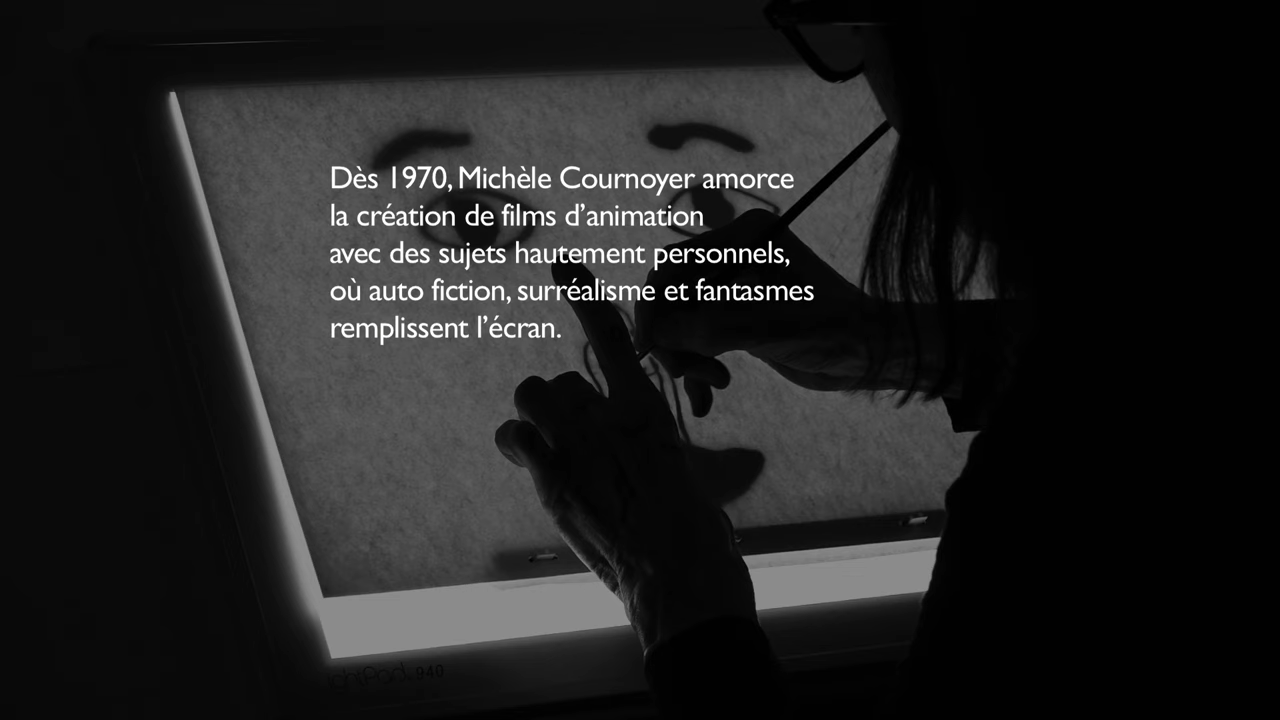 Dès 1970, Michèle Cournoyer amorce
la création de films d’animation
avec des sujets hautement personnels,
où auto fiction, surréalisme et fantasmes
remplissent l’écran.
940